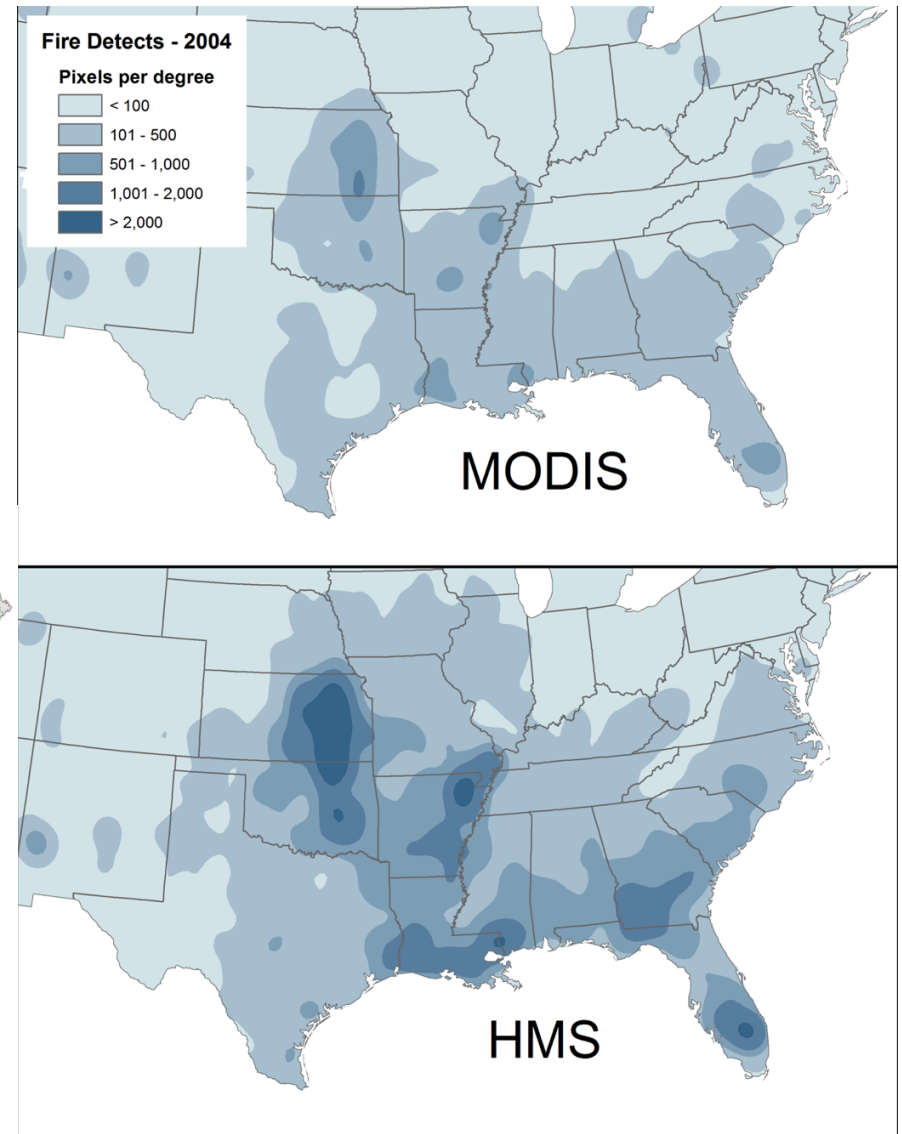 Fire Detects - 2004
Pixels per degree
< 100
101 - 500
501 - 1,000
1,001 - 2,000
> 2,000
MODIS
HMS